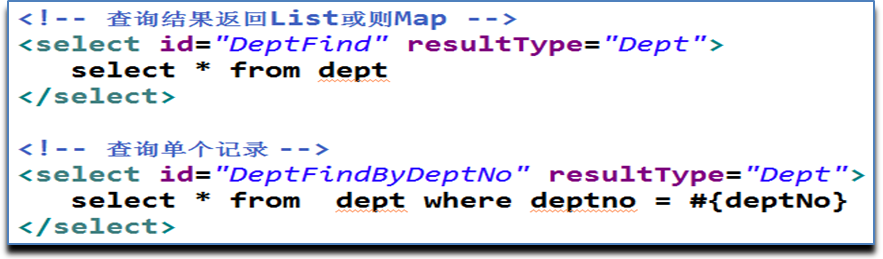 <!-- 查询结果返回List或则Map -->
<select id="DeptFind" resultType="Dept">
select * from dept
</select>
<!-- 查询单个记录 -->
<select id="DeptFindByDeptNo" resultType="Dept">
select * from dept where deptno = #{deptNo}
</select>